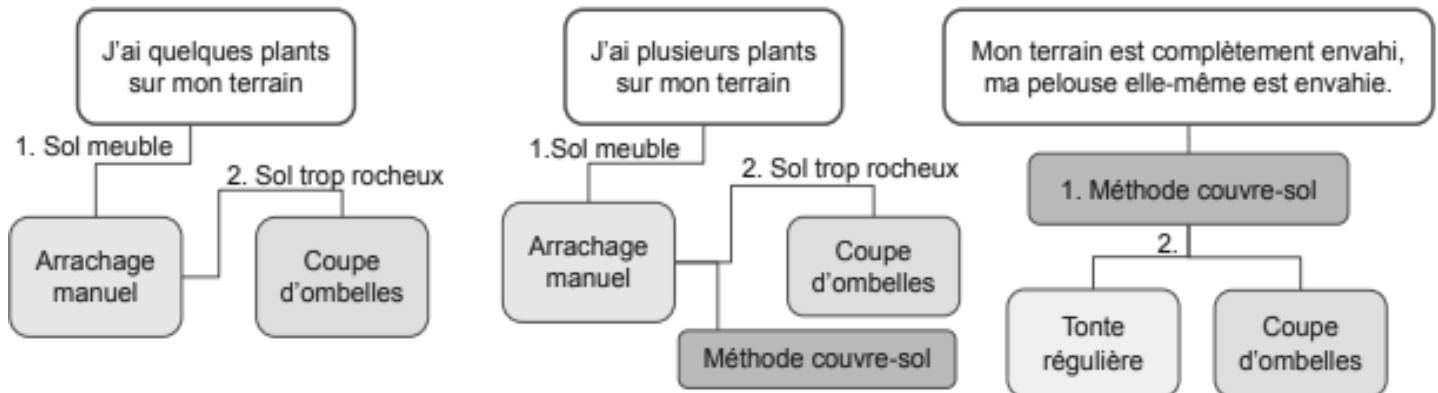 J'ai quelques plants
sur mon terrain
1. Sol meuble
2. Sol trop rocheux
Arrachage
manuel
Coupe
d'ombelles
J'ai plusieurs plants
sur mon terrain
1.Sol meuble
2. Sol trop rocheux
Arrachage
manuel
Coupe
d'ombelles
Méthode couvre-sol
Mon terrain est complètement envahi,
ma pelouse elle-même est envahie.
1. Méthode couvre-sol
2.
Tonte
régulière
Coupe
d'ombelles